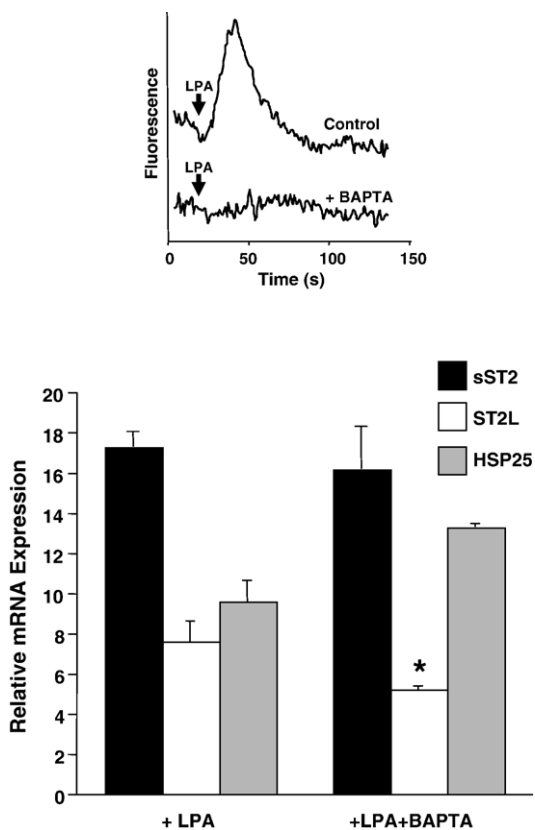 Fluorescence
LPA
Control
LPA
+ BAPTA
0 50 100 150
Time (s)
sST2
ST2L
HSP25
Relative mRNA Expression
20
18
16
14
12
10
8
6
4
2
0
*
+ LPA +LPA+BAPTA